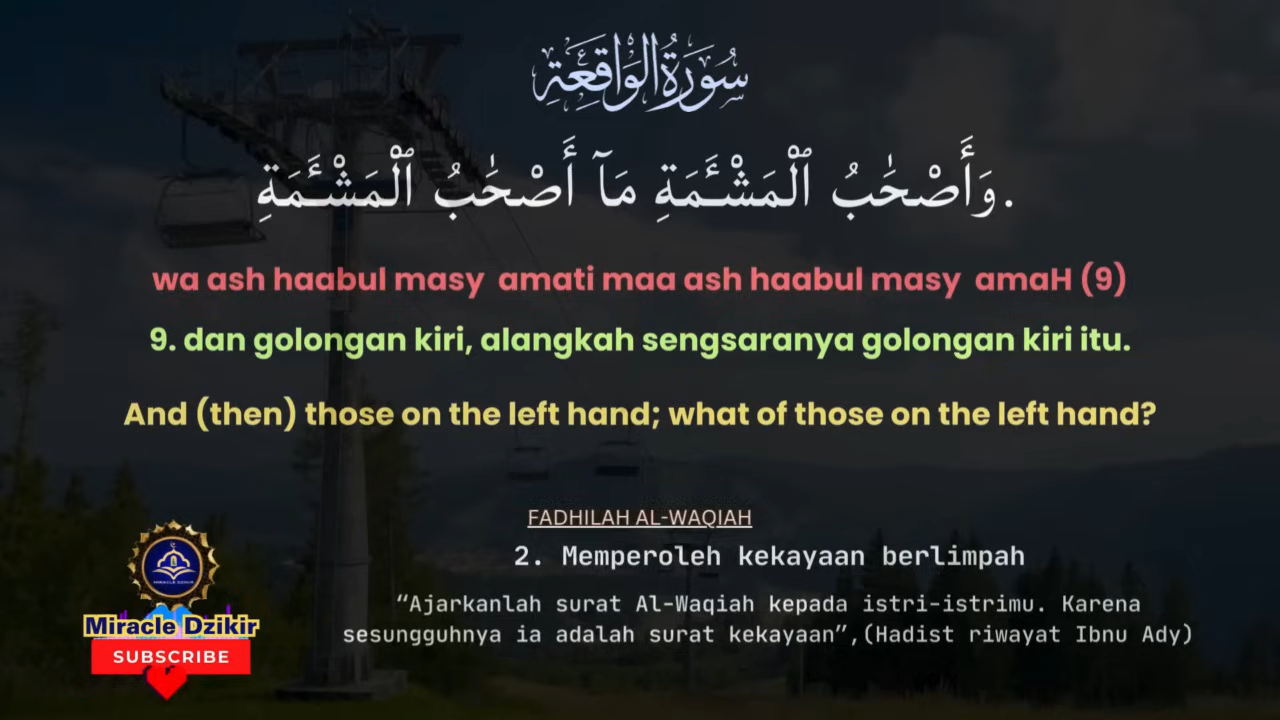 سُورَةُ الْوَاقِعَةِ
وَأَصْحَٰبُ ٱلْمَشْـَٔمَةِ مَآ أَصْحَٰبُ ٱلْمَشْـَٔمَةِ.
wa ash haabul masy amati maa ash haabul masy amaH (9)
9. dan golongan kiri, alangkah sengsaranya golongan kiri itu.
And (then) those on the left hand; what of those on the left hand?
FADHILAH AL-WAQIAH
2. Memperoleh kekayaan berlimpah
“Ajarkanlah surat Al-Waqiah kepada istri-istrimu. Karena
sesungguhnya ia adalah surat kekayaan”,(Hadist riwayat Ibnu Ady)
MIRACLE DZIKIR
Miracle Dzikir
SUBSCRIBE